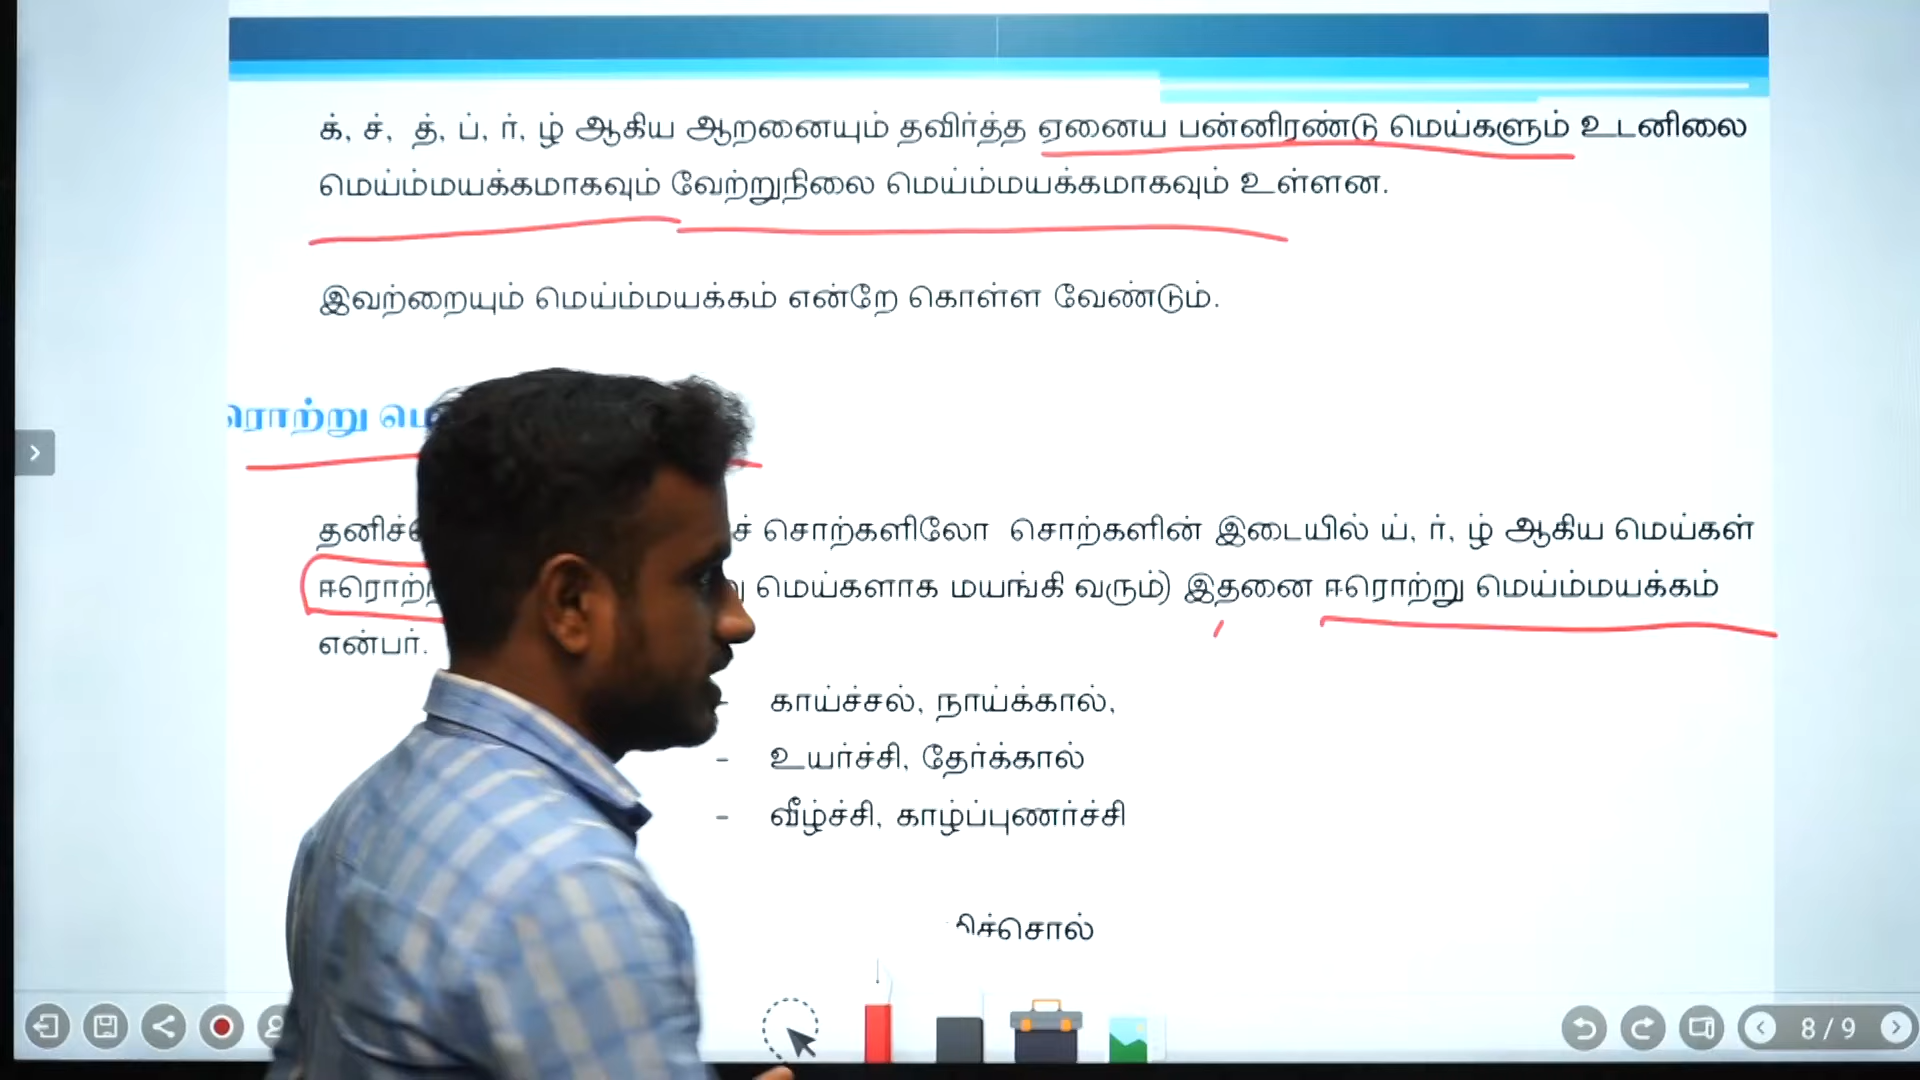 க், ச், த், ப், ர், ழ் ஆகிய ஆறனையும் தவிர்த்த ஏனைய பன்னிரண்டு மெய்களும் உடனிலை
மெய்ம்மயக்கமாகவும் வேற்றுநிலை மெய்ம்மயக்கமாகவும் உள்ளன.
இவற்றையும் மெய்ம்மயக்கம் என்றே கொள்ள வேண்டும்.
சொற்களிலோ சொற்களின் இடையில் ய், ர், ழ் ஆகிய மெய்கள்
மெய்களாக மயங்கி வரும்) இதனை ஈரொற்று மெய்ம்மயக்கம்
என்பர்.
- காய்ச்சல், நாய்க்கால்,
- உயர்ச்சி, தேர்க்கால்
- வீழ்ச்சி, காழ்ப்புணர்ச்சி
8 / 9